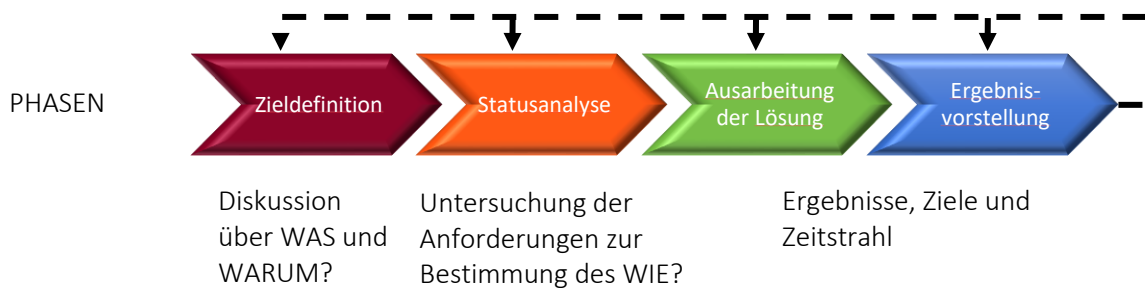 PHASEN
Zieldefinition
Statusanalyse
Ausarbeitung
der Lösung
Ergebnis-
vorstellung
Diskussion
über WAS und
WARUM?
Untersuchung der
Anforderungen zur
Bestimmung des WIE?
Ergebnisse, Ziele und
Zeitstrahl